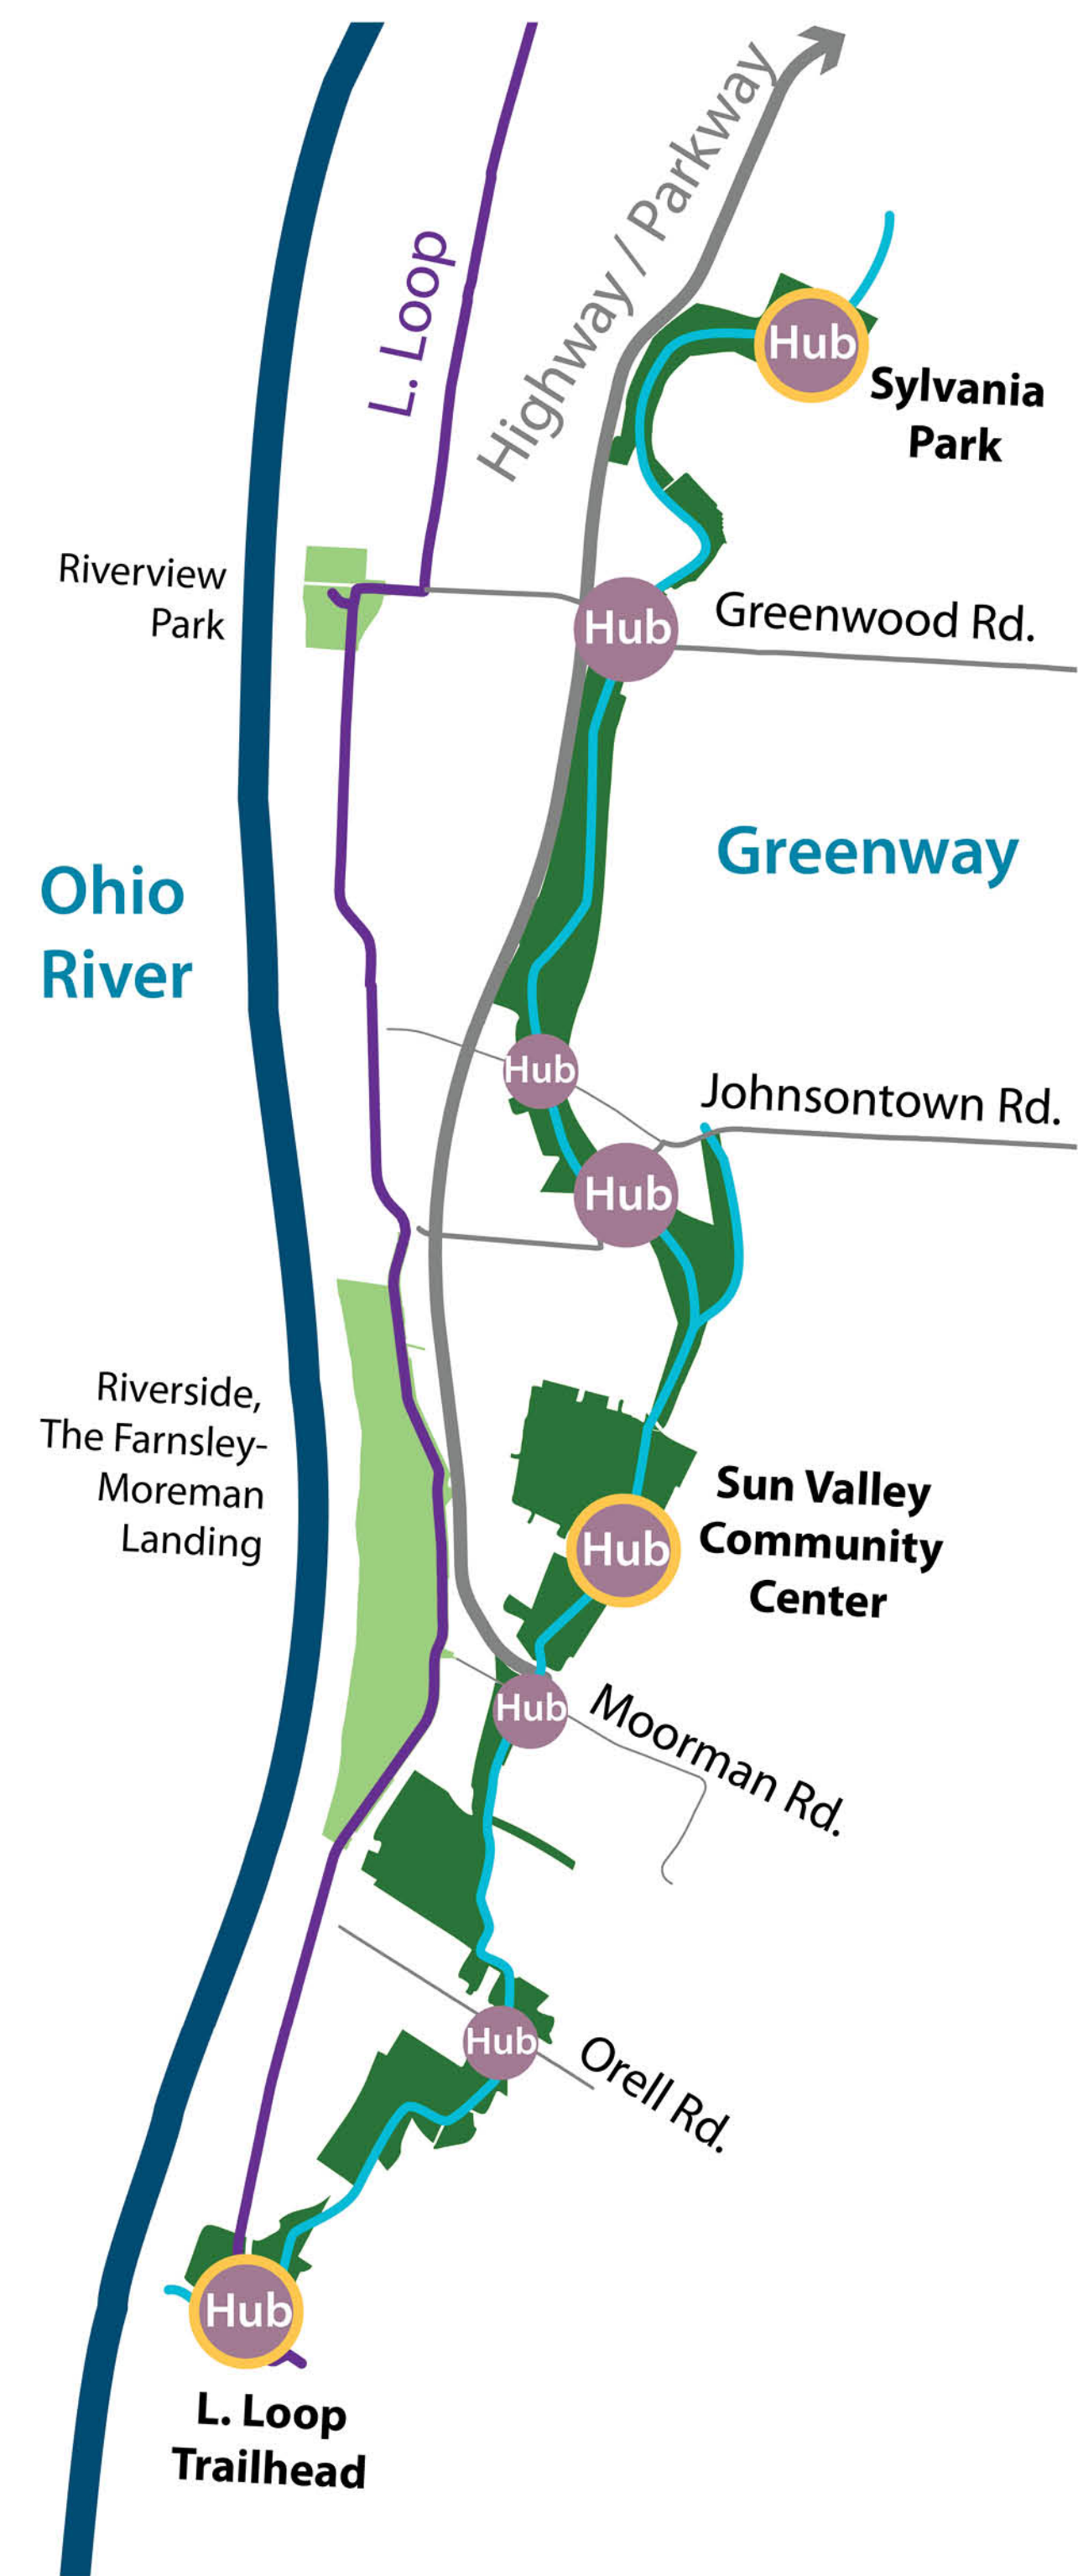 Highway / Parkway
L. Loop
Hub
Sylvania
Park
Riverview
Park
Hub
Greenwood Rd.
Greenway
Ohio
River
Hub
Johnsontown Rd.
Hub
Riverside,
The Farnsley-
Moreman
Landing
Sun Valley
Community
Center
Hub
Hub
Moorman Rd.
Hub
Orell Rd.
Hub
L. Loop
Trailhead